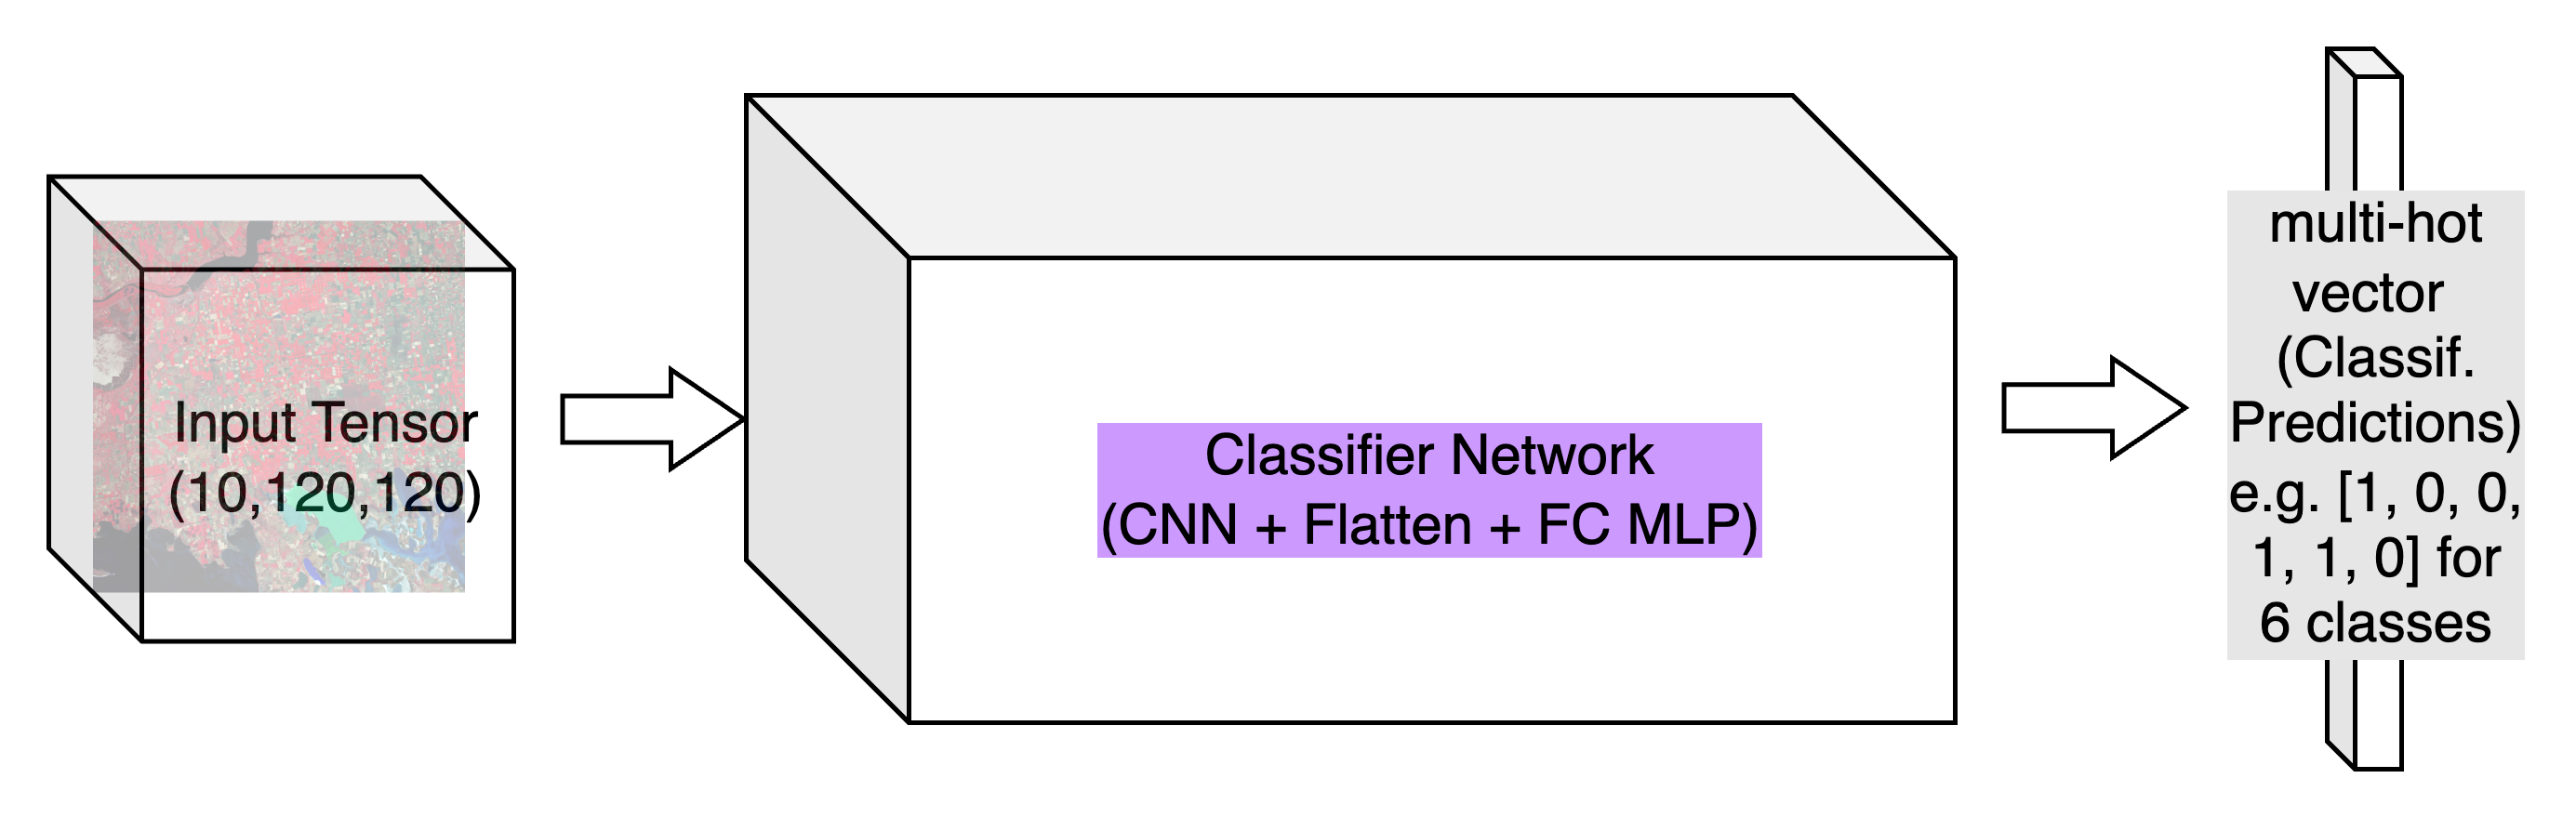 Input Tensor
(10,120,120)
Classifier Network
(CNN + Flatten + FC MLP)
multi-hot
vector
(Classif.
Predictions)
e.g. [1, 0, 0,
1, 1, 0] for
6 classes